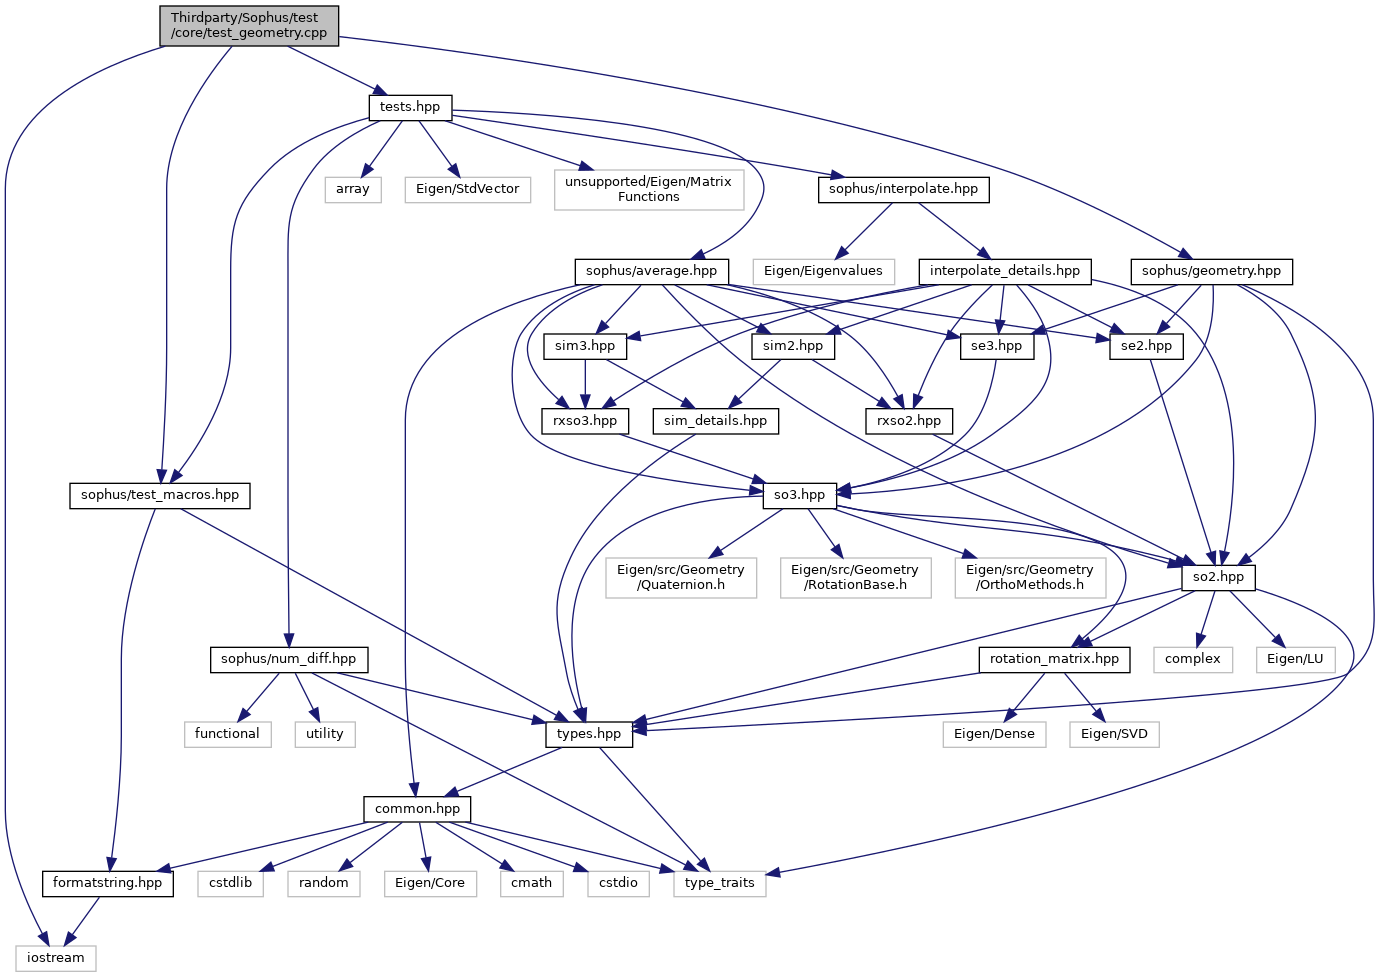 Thirdparty/Sophus/test
/core/test_geometry.cpp
tests.hpp
array
Eigen/StdVector
unsupported/Eigen/Matrix
Functions
sophus/interpolate.hpp
sophus/average.hpp
Eigen/Eigenvalues
interpolate_details.hpp
sophus/geometry.hpp
sim3.hpp
sim2.hpp
se3.hpp
se2.hpp
rxso3.hpp
sim_details.hpp
rxso2.hpp
sophus/test_macros.hpp
so3.hpp
Eigen/src/Geometry
/Quaternion.h
Eigen/src/Geometry
/RotationBase.h
Eigen/src/Geometry
/OrthoMethods.h
so2.hpp
sophus/num_diff.hpp
rotation_matrix.hpp
complex
Eigen/LU
functional
utility
types.hpp
Eigen/Dense
Eigen/SVD
common.hpp
formatstring.hpp
cstdlib
random
Eigen/Core
cmath
cstdio
type_traits
iostream